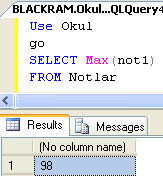 BLACKRAM.Okul...QLQuery4
Use Okul
go
SELECT Max(not1)
FROM Notlar
Results Messages
(No column name)
1 98